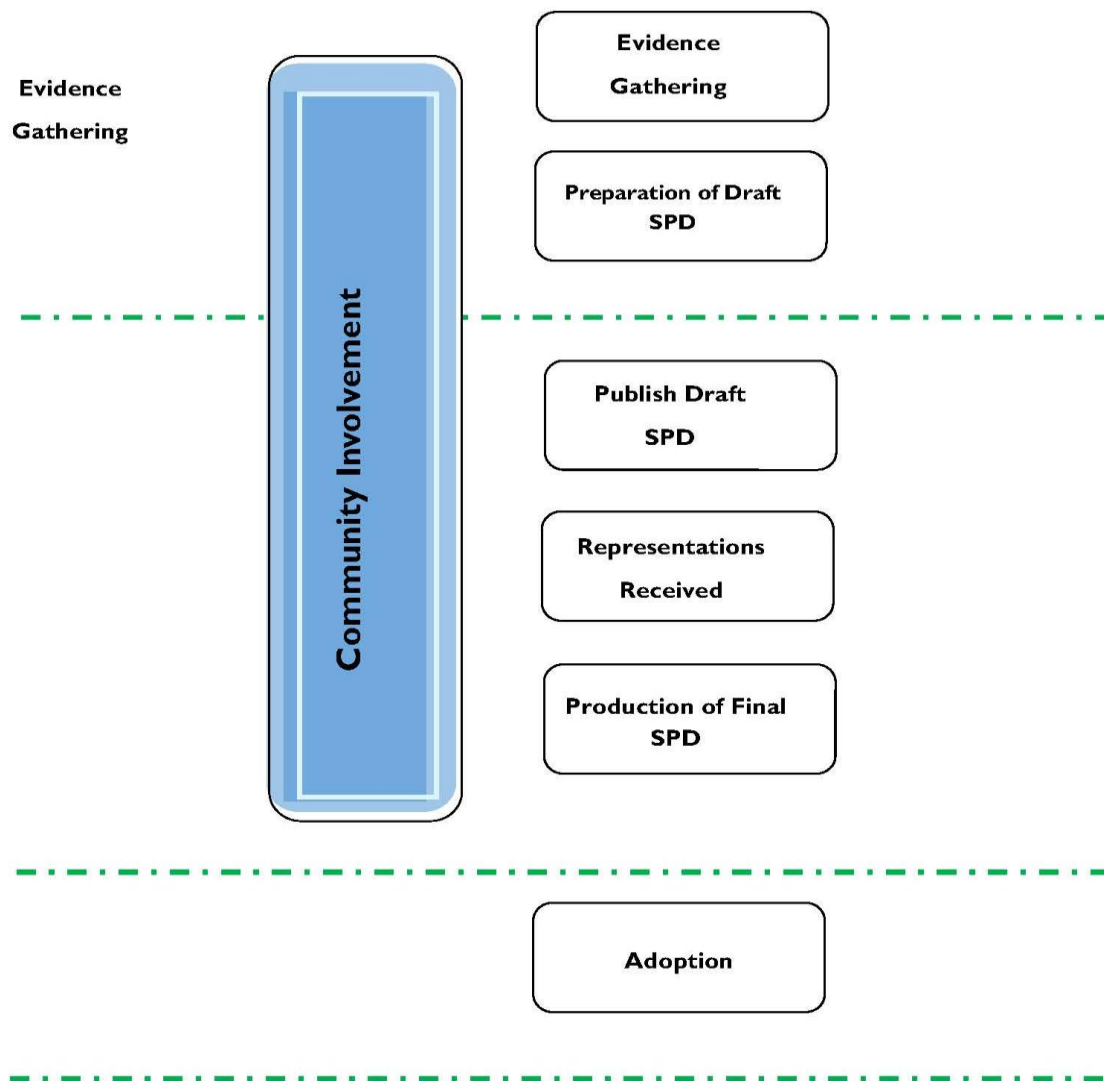 Evidence
Gathering
Community Involvement
Evidence
Gathering
Preparation of Draft
SPD
Publish Draft
SPD
Representations
Received
Production of Final
SPD
Adoption